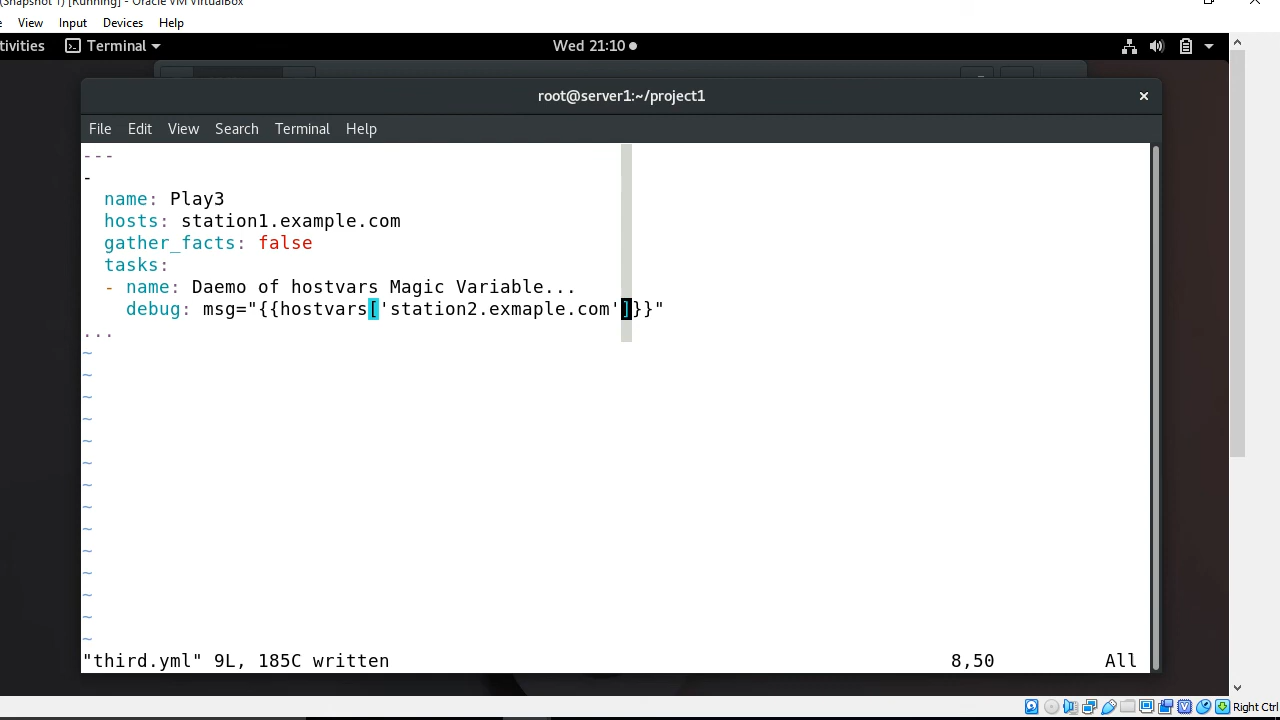 (Snapshot 1) [Running] - Oracle VM VirtualBox
View Input Devices Help
tivities Terminal Wed 21:10
root@server1:~/project1
File Edit View Search Terminal Help
---
-
name: Play3
hosts: station1.example.com
gather_facts: false
tasks:
- name: Daemo of hostvars Magic Variable...
debug: msg="{{hostvars['station2.exmaple.com']}}"
...
~
~
~
~
~
~
~
~
~
~
~
~
~
~
"third.yml" 9L, 185C written 8,50 All
Right Ctrl